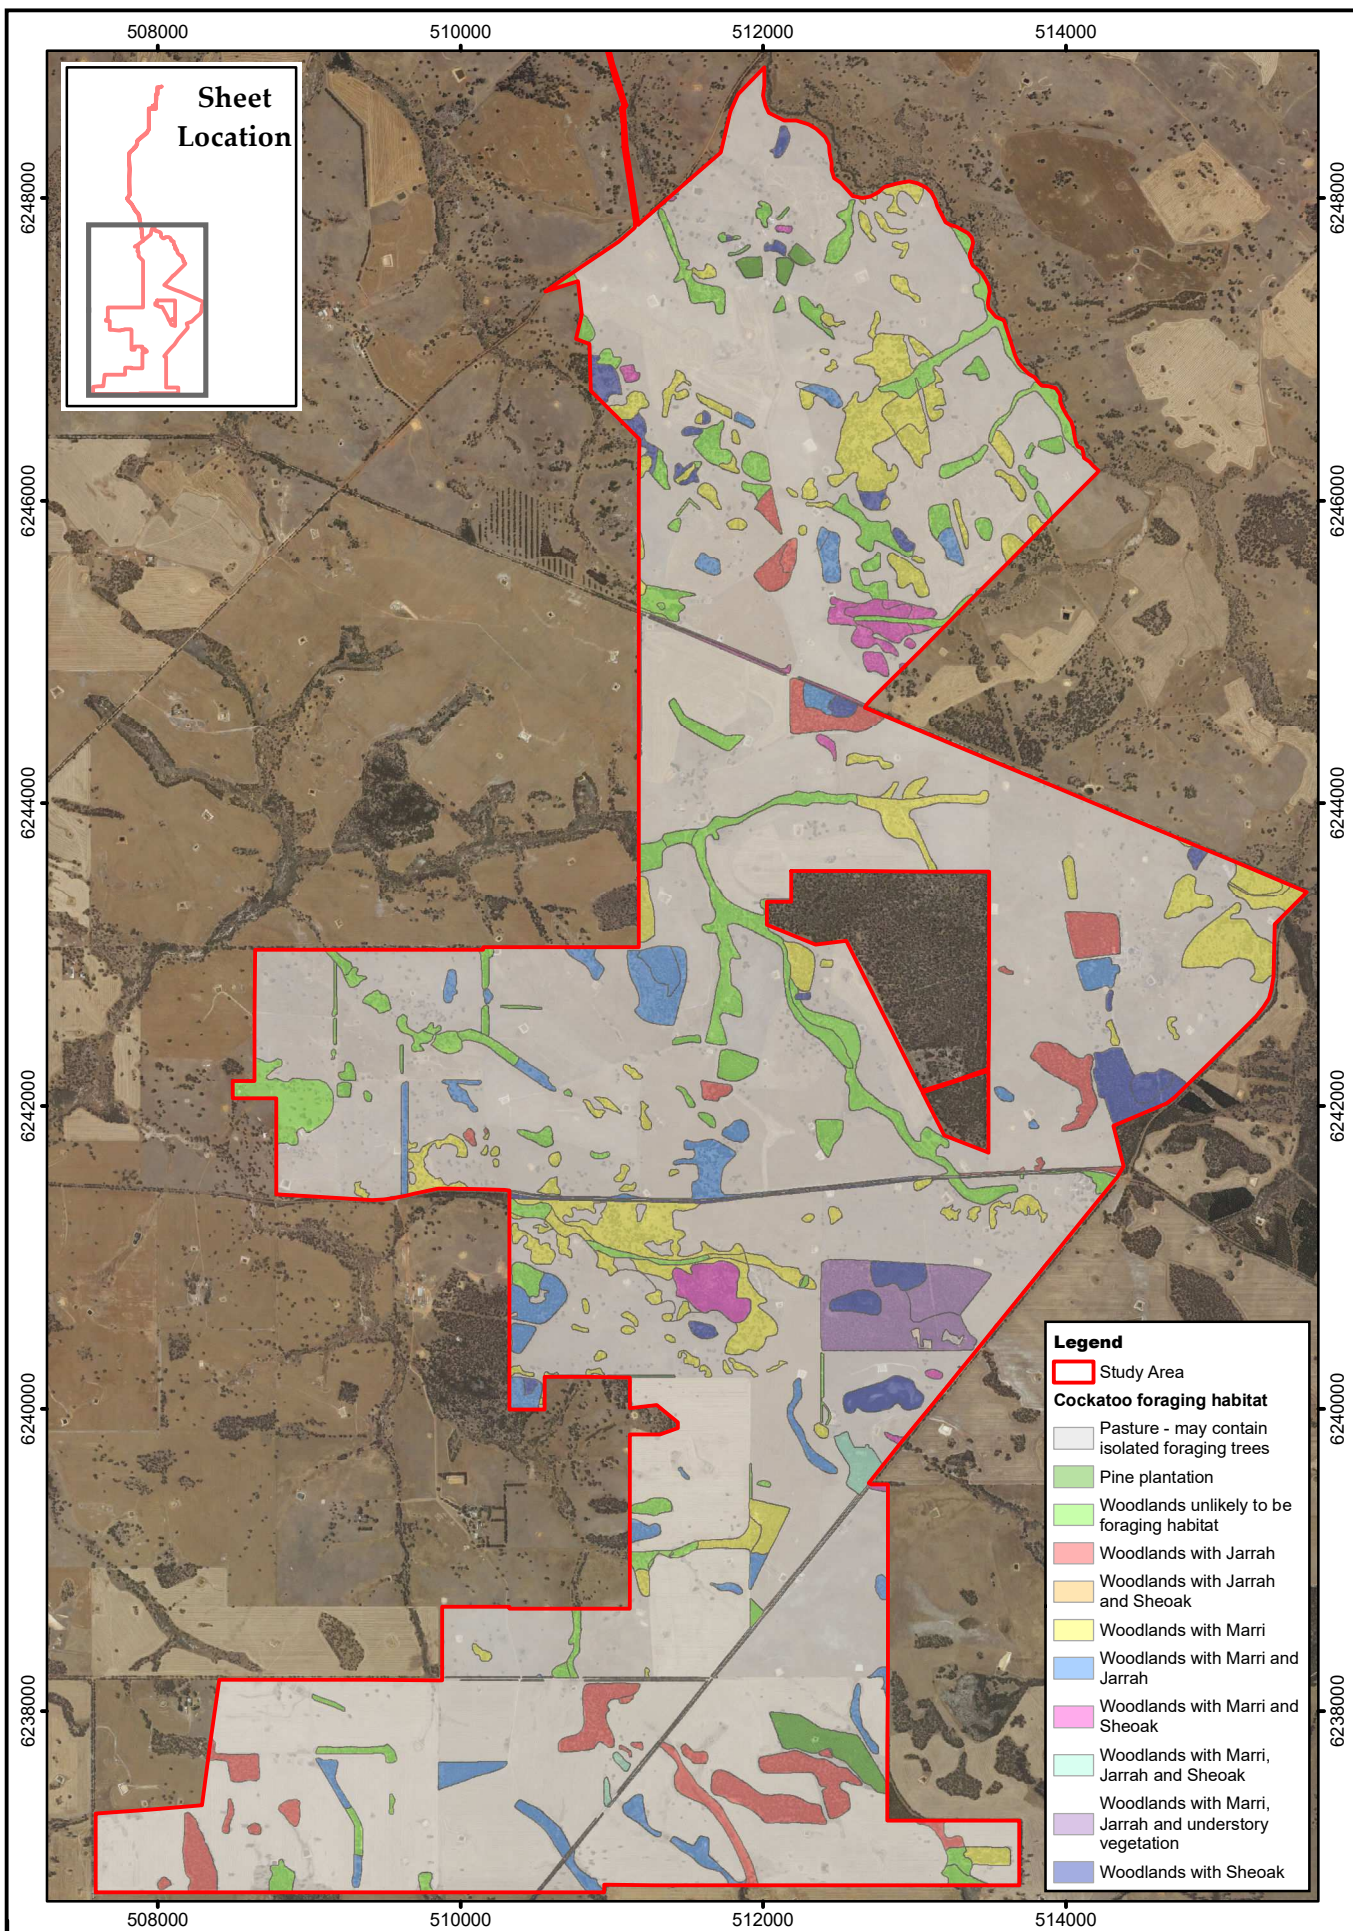 508000 510000 512000 514000
Sheet
Location
6248000 6248000
6246000 6246000
6244000 6244000
6242000 6242000
6240000 6240000
6238000 6238000
Legend
Study Area
Cockatoo foraging habitat
Pasture - may contain
isolated foraging trees
Pine plantation
Woodlands unlikely to be
foraging habitat
Woodlands with Jarrah
Woodlands with Jarrah
and Sheoak
Woodlands with Marri
Woodlands with Marri and
Jarrah
Woodlands with Marri and
Sheoak
Woodlands with Marri,
Jarrah and Sheoak
Woodlands with Marri,
Jarrah and understory
vegetation
Woodlands with Sheoak
508000 510000 512000 514000